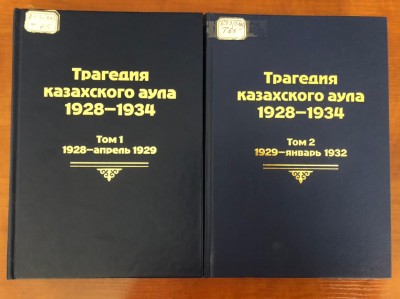 Трагедия
казахского аула
1928–1934
Том 1
1928–апрель 1929
Трагедия
казахского аула
1928–1934
Том 2
1929–январь 1932